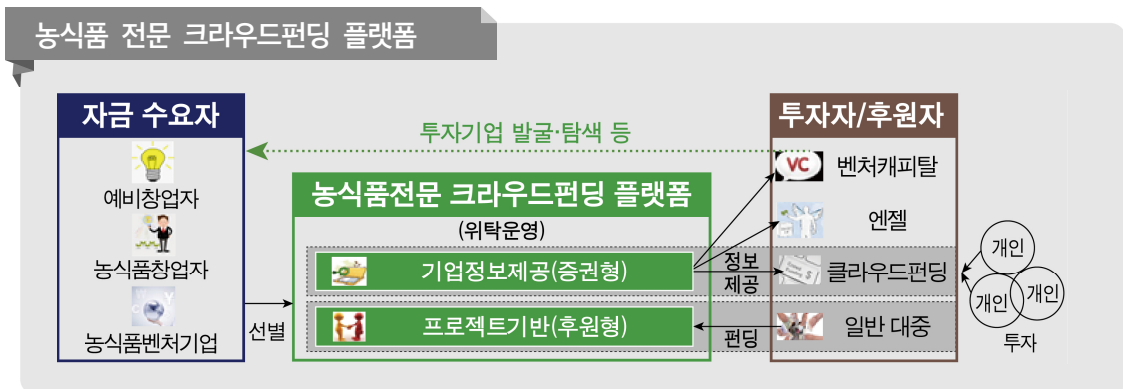 농식품 전문 크라우드펀딩 플랫폼
자금 수요자
예비창업자
농식품창업자
농식품벤처기업
선별
투자기업 발굴·탐색 등
농식품전문 크라우드펀딩 플랫폼
(위탁운영)
기업정보제공(증권형)
프로젝트기반(후원형)
정보
제공
펀딩
투자자/후원자
VC
벤처캐피탈
엔젤
클라우드펀딩
일반 대중
개인
개인
개인
투자